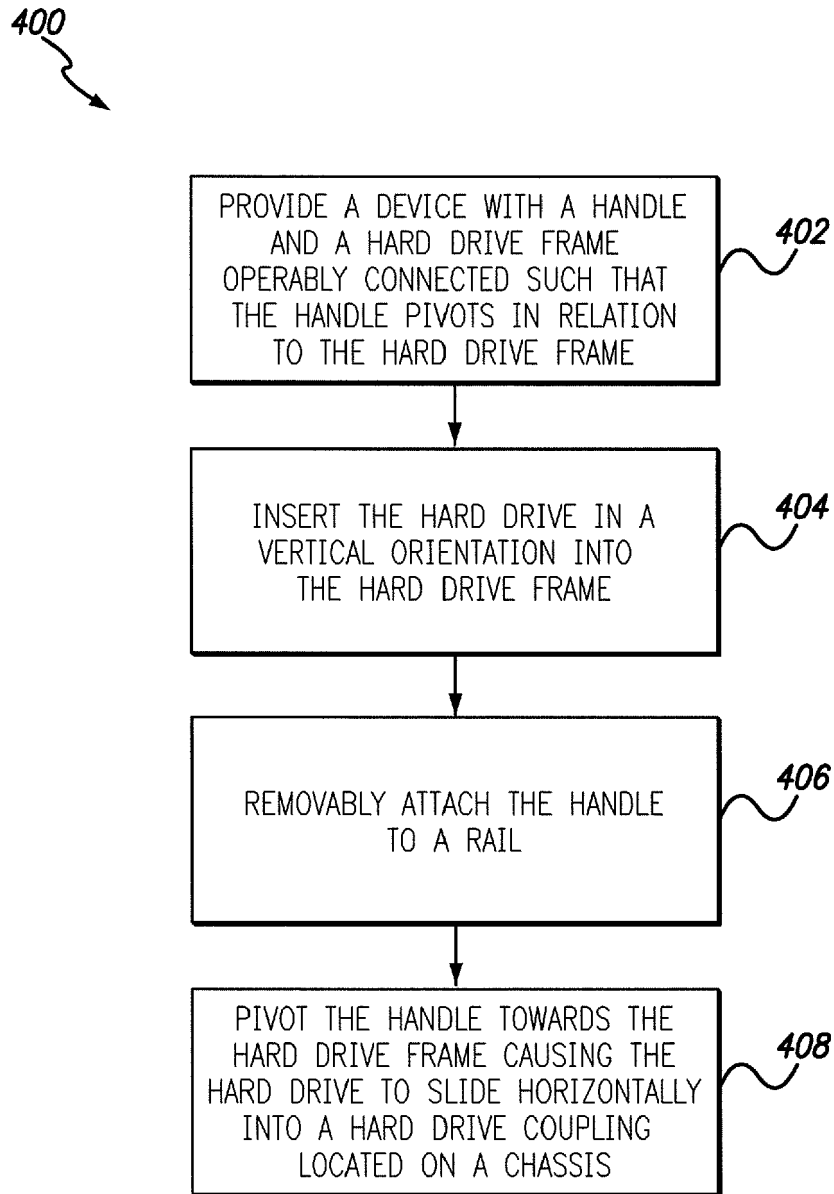 400
PROVIDE A DEVICE WITH A HANDLE
AND A HARD DRIVE FRAME
OPERABLY CONNECTED SUCH THAT
THE HANDLE PIVOTS IN RELATION
TO THE HARD DRIVE FRAME
402
INSERT THE HARD DRIVE IN A
VERTICAL ORIENTATION INTO
THE HARD DRIVE FRAME
404
REMOVABLY ATTACH THE HANDLE
TO A RAIL
406
PIVOT THE HANDLE TOWARDS THE
HARD DRIVE FRAME CAUSING THE
HARD DRIVE TO SLIDE HORIZONTALLY
INTO A HARD DRIVE COUPLING
LOCATED ON A CHASSIS
408